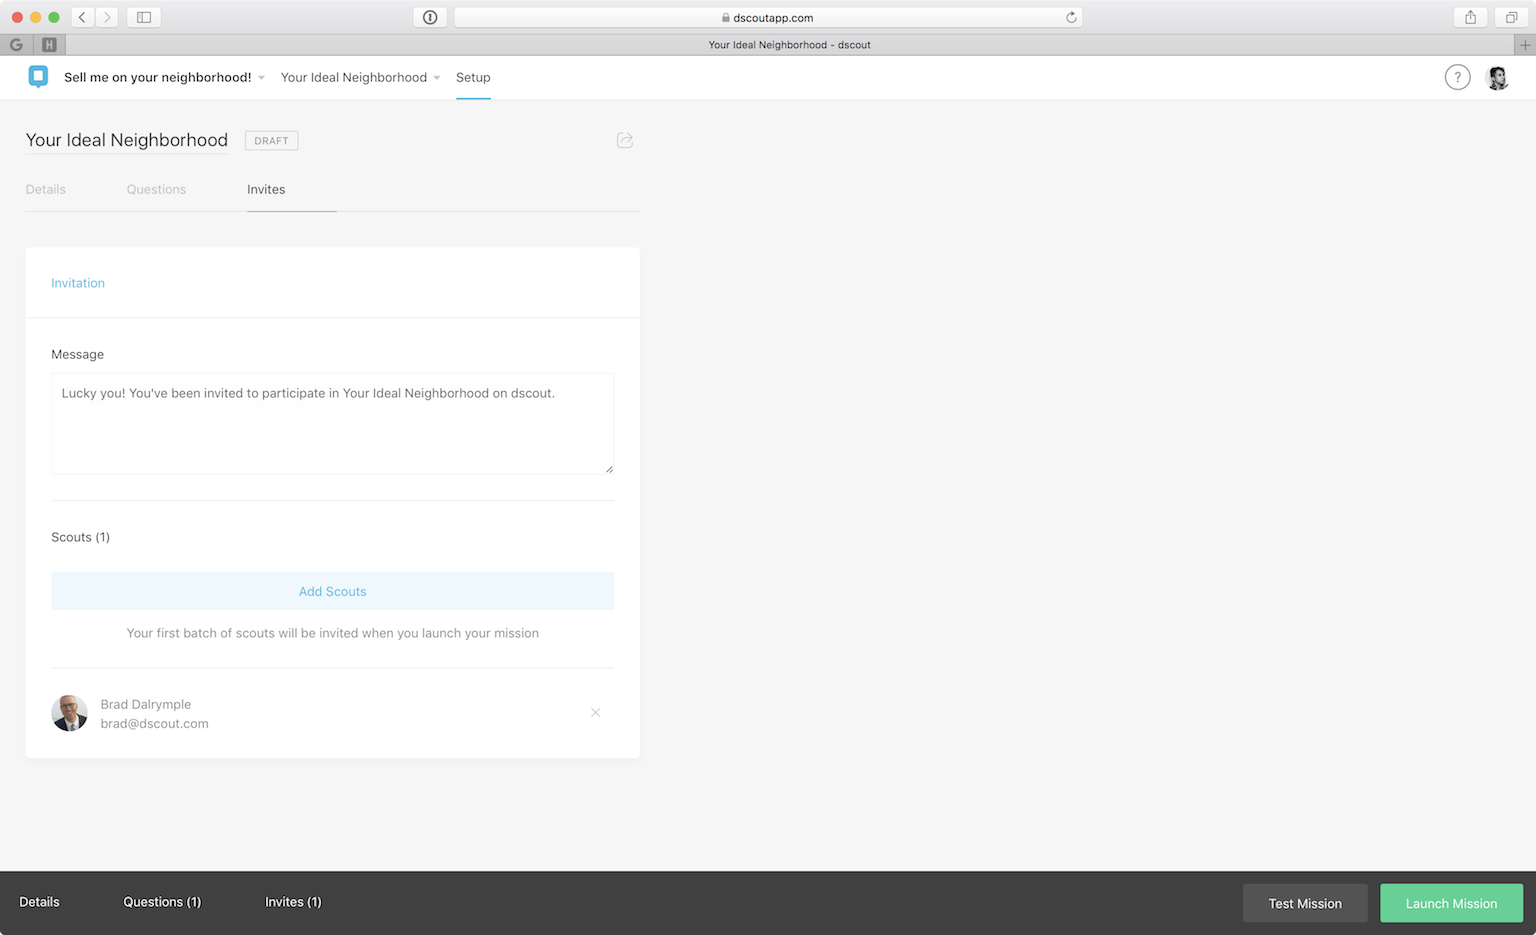 dscoutapp.com
G
H
Your Ideal Neighborhood - dscout
Sell me on your neighborhood!
Your Ideal Neighborhood
Setup
?
Your Ideal Neighborhood
DRAFT
Details
Questions
Invites
Invitation
Message
Lucky you! You've been invited to participate in Your Ideal Neighborhood on dscout.
Scouts (1)
Add Scouts
Your first batch of scouts will be invited when you launch your mission
Brad Dalrymple
brad@dscout.com
Details
Questions (1)
Invites (1)
Test Mission
Launch Mission